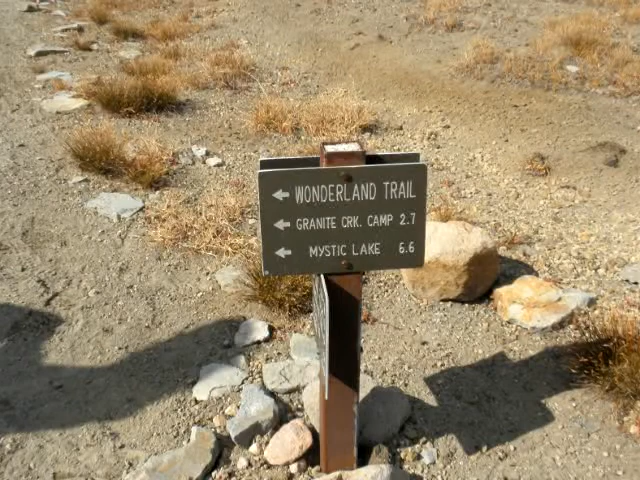 ← WONDERLAND TRAIL
← GRANITE CRK. CAMP 2.7
← MYSTIC LAKE 6.6